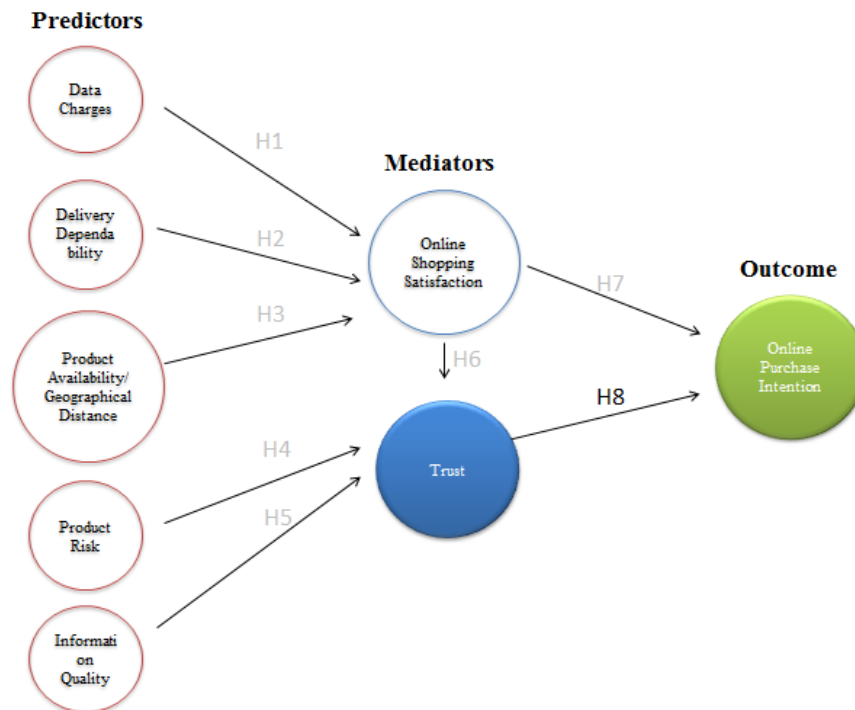 Predictors
Data
Charges
H1
Mediators
Delivery
Dependa
bility
H2
Online
Shopping
Satisfaction
H7
Outcome
H3
Product
Availability/
Geographical
Distance
H6
H8
Online
Purchase
Intention
H4
Trust
Product
Risk
H5
Informati
on
Quality